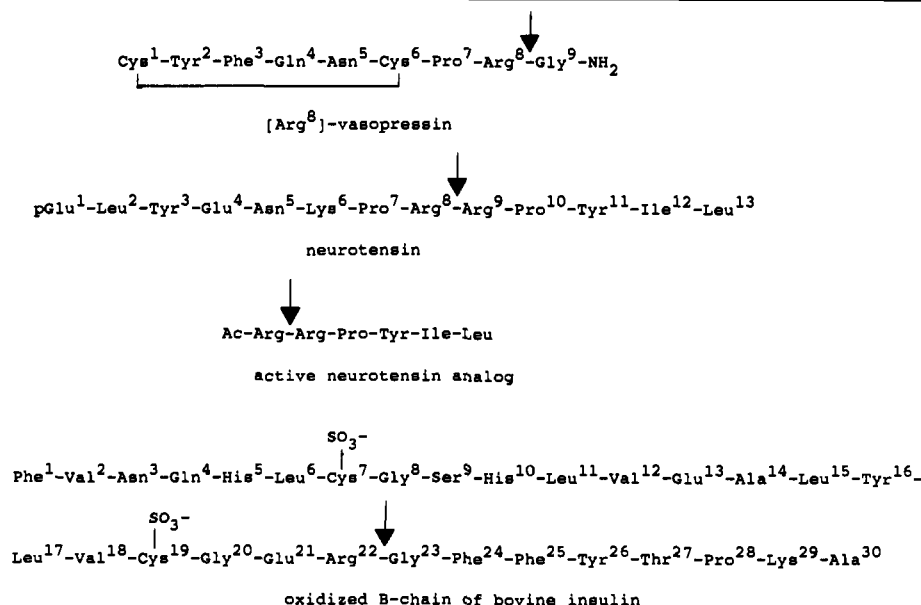 Cys1-Tyr2-Phe3-Gln4-Asn5-Cys6-Pro7-Arg8-Gly9-NH2
[Arg8]-vasopressin
pGlu1-Leu2-Tyr3-Glu4-Asn5-Lys6-Pro7-Arg8-Arg9-Pro10-Tyr11-Ile12-Leu13
neurotensin
Ac-Arg-Arg-Pro-Tyr-Ile-Leu
active neurotensin analog
SO3-
Phe1-Val2-Asn3-Gln4-His5-Leu6-Cys7-Gly8-Ser9-His10-Leu11-Val12-Glu13-Ala14-Leu15-Tyr16-
SO3-
Leu17-Val18-Cys19-Gly20-Glu21-Arg22-Gly23-Phe24-Phe25-Tyr26-Thr27-Pro28-Lys29-Ala30
oxidized B-chain of bovine insulin